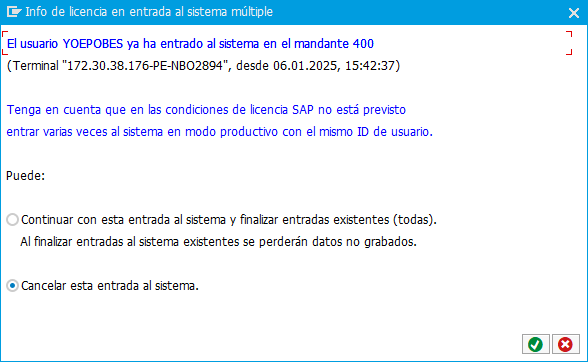 Info de licencia en entrada al sistema múltiple
El usuario YOEPOBES ya ha entrado al sistema en el mandante 400
(Terminal "172.30.38.176-PE-NBO2894", desde 06.01.2025, 15:42:37)
Tenga en cuenta que en las condiciones de licencia SAP no está previsto
entrar varias veces al sistema en modo productivo con el mismo ID de usuario.
Puede:
Continuar con esta entrada al sistema y finalizar entradas existentes (todas).
Al finalizar entradas al sistema existentes se perderán datos no grabados.
Cancelar esta entrada al sistema.